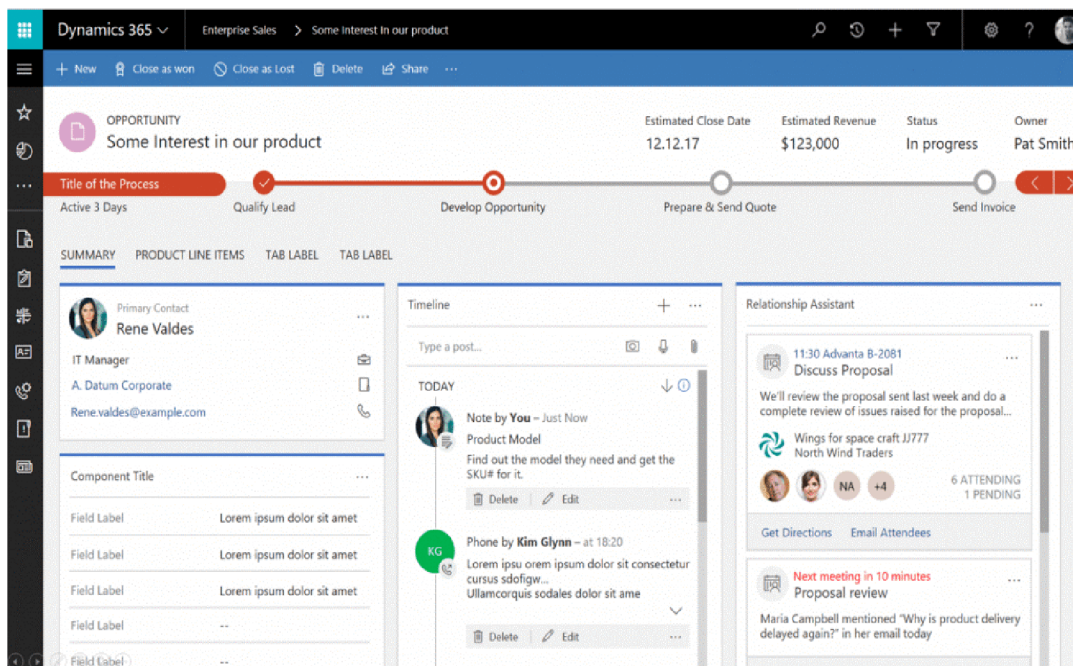 Dynamics 365
Enterprise Sales > Some Interest In our product
+ New Close as won Close as Lost Delete Share ...
OPPORTUNITY
Some Interest in our product
Estimated Close Date
12.12.17
Estimated Revenue
$123,000
Status
In progress
Owner
Pat Smith
Title of the Process
Active 3 Days
Qualify Lead
Develop Opportunity
Prepare & Send Quote
Send Invoice
SUMMARY PRODUCT LINE ITEMS TAB LABEL TAB LABEL
Primary Contact
Rene Valdes
IT Manager
A. Datum Corporate
Rene.valdes@example.com
Component Title
Field Label Lorem ipsum dolor sit amet
Field Label Lorem ipsum dolor sit amet
Field Label Lorem ipsum dolor sit amet
Field Label --
Field Label --
Timeline
Type a post...
TODAY
Note by You – Just Now
Product Model
Find out the model they need and get the
SKU# for it.
Delete Edit ...
KG
Phone by Kim Glynn – at 18:20
Lorem ipsu orem ipsum dolor sit consectetur
cursus sdofigw...
Ullamcorquis sodales dolor sit ame
Delete Edit ...
Relationship Assistant
11:30 Advanta B-2081
Discuss Proposal
We'll review the proposal sent last week and do a
complete review of issues raised for the proposal...
Wings for space craft JJ777
North Wind Traders
NA +4
6 ATTENDING
1 PENDING
Get Directions Email Attendees
Next meeting in 10 minutes
Proposal review
Maria Campbell mentioned "Why is product delivery
delayed again?" in her email today